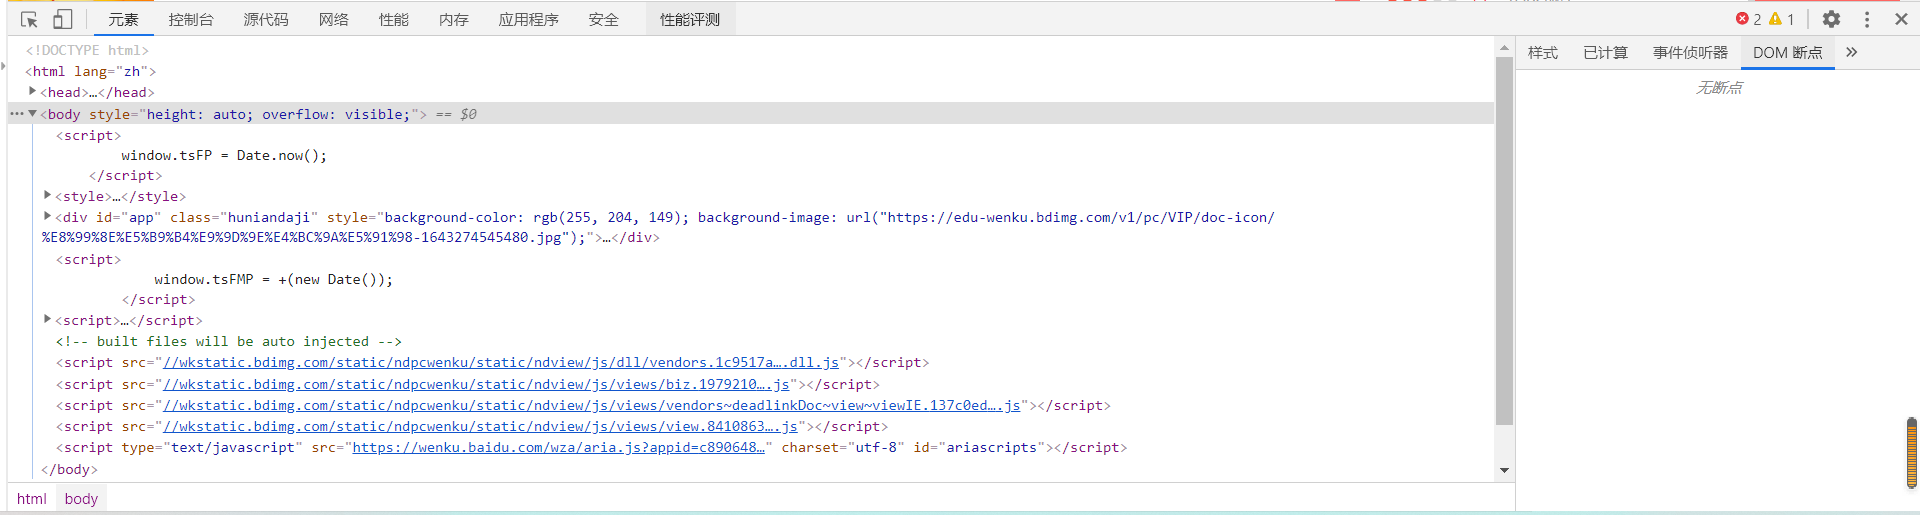 元素 控制台 源代码 网络 性能 内存 应用程序 安全 性能评测 2 1
样式 已计算 事件侦听器 DOM 断点
无断点
<!DOCTYPE html>
<html lang="zh">
<head>…</head>
<body style="height: auto; overflow: visible;"> == $0
<script>
window.tsFP = Date.now();
</script>
<style>…</style>
<div id="app" class="huniandaji" style="background-color: rgb(255, 204, 149); background-image: url("https://edu-wenku.bdimg.com/v1/pc/VIP/doc-icon/
%E8%99%8E%E5%B9%B4%E9%9D%9E%E4%BC%9A%E5%91%98-1643274545480.jpg");">…</div>
<script>
window.tsFMP = +(new Date());
</script>
<script>…</script>
<!-- built files will be auto injected -->
<script src="//wkstatic.bdimg.com/static/ndpcwenku/static/ndview/js/dll/vendors.1c9517a….dll.js"></script>
<script src="//wkstatic.bdimg.com/static/ndpcwenku/static/ndview/js/views/biz.1979210….js"></script>
<script src="//wkstatic.bdimg.com/static/ndpcwenku/static/ndview/js/views/vendors~deadlinkDoc~view~viewIE.137c0ed….js"></script>
<script src="//wkstatic.bdimg.com/static/ndpcwenku/static/ndview/js/views/view.8410863….js"></script>
<script type="text/javascript" src="https://wenku.baidu.com/wza/aria.js?appid=c890648…" charset="utf-8" id="ariascripts"></script>
</body>
html body